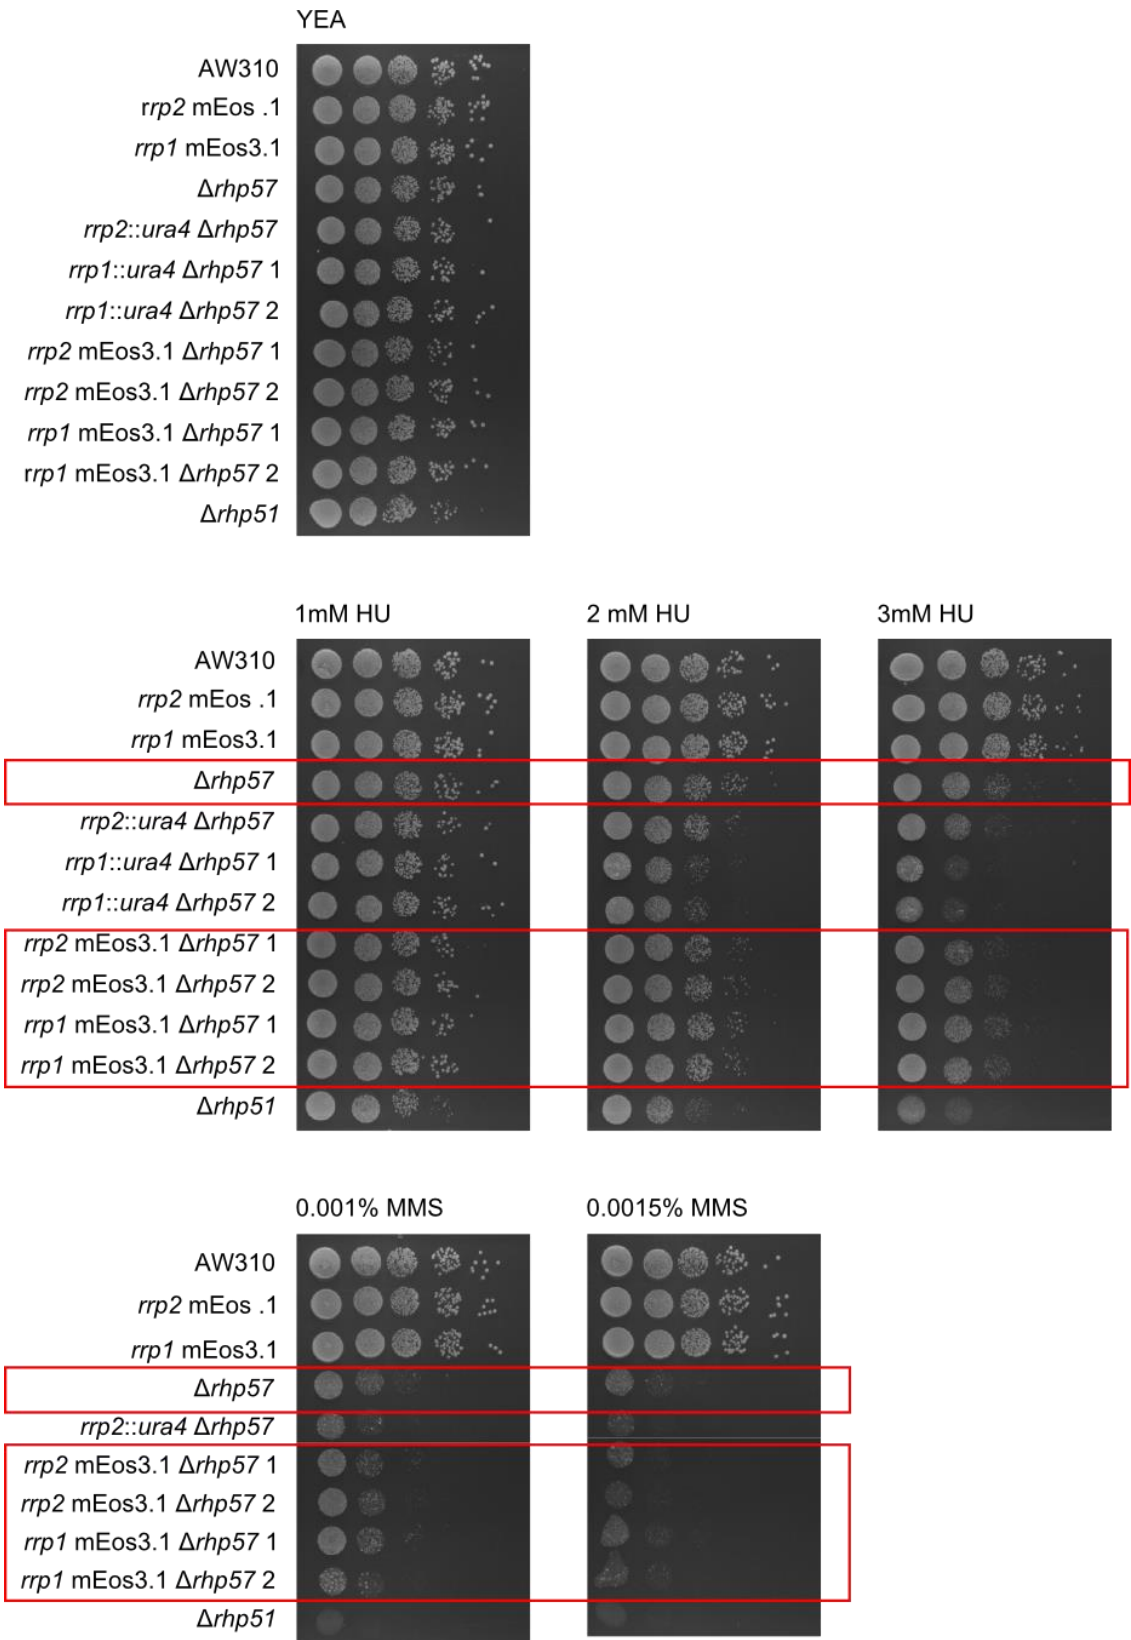 YEA
AW310
rrp2 mEos .1
rrp1 mEos3.1
Δrhp57
rrp2::ura4 Δrhp57
rrp1::ura4 Δrhp57 1
rrp1::ura4 Δrhp57 2
rrp2 mEos3.1 Δrhp57 1
rrp2 mEos3.1 Δrhp57 2
rrp1 mEos3.1 Δrhp57 1
rrp1 mEos3.1 Δrhp57 2
Δrhp51
1mM HU 2 mM HU 3mM HU
AW310
rrp2 mEos .1
rrp1 mEos3.1
Δrhp57
rrp2::ura4 Δrhp57
rrp1::ura4 Δrhp57 1
rrp1::ura4 Δrhp57 2
rrp2 mEos3.1 Δrhp57 1
rrp2 mEos3.1 Δrhp57 2
rrp1 mEos3.1 Δrhp57 1
rrp1 mEos3.1 Δrhp57 2
Δrhp51
0.001% MMS 0.0015% MMS
AW310
rrp2 mEos .1
rrp1 mEos3.1
Δrhp57
rrp2::ura4 Δrhp57
rrp2 mEos3.1 Δrhp57 1
rrp2 mEos3.1 Δrhp57 2
rrp1 mEos3.1 Δrhp57 1
rrp1 mEos3.1 Δrhp57 2
Δrhp51